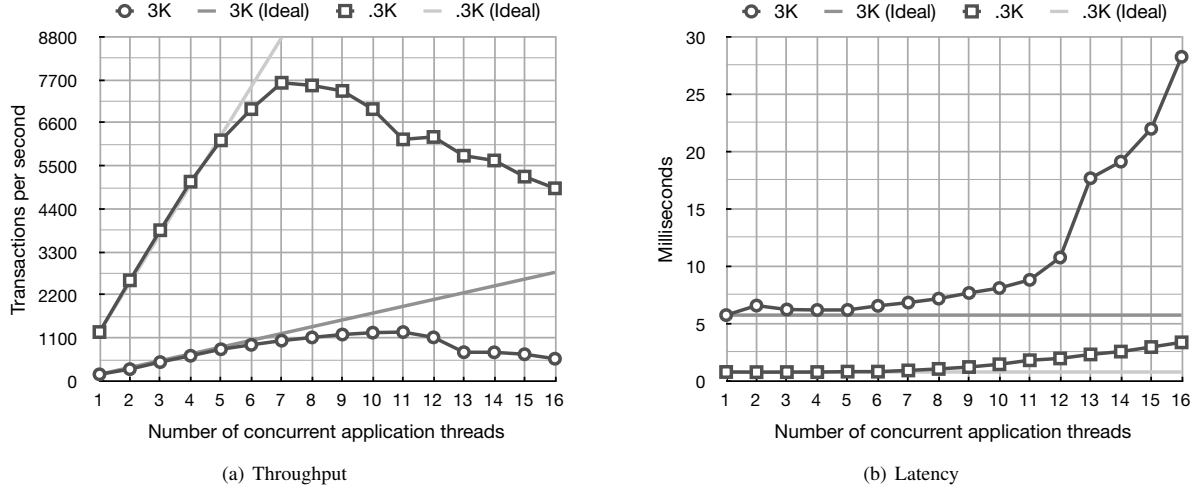 3K 3K (Ideal) .3K .3K (Ideal)
8800
7700
6600
5500
4400
3300
2200
1100
0
Transactions per second
1 2 3 4 5 6 7 8 9 10 11 12 13 14 15 16
Number of concurrent application threads
(a) Throughput
3K 3K (Ideal) .3K .3K (Ideal)
30
25
20
15
10
5
0
Milliseconds
1 2 3 4 5 6 7 8 9 10 11 12 13 14 15 16
Number of concurrent application threads
(b) Latency